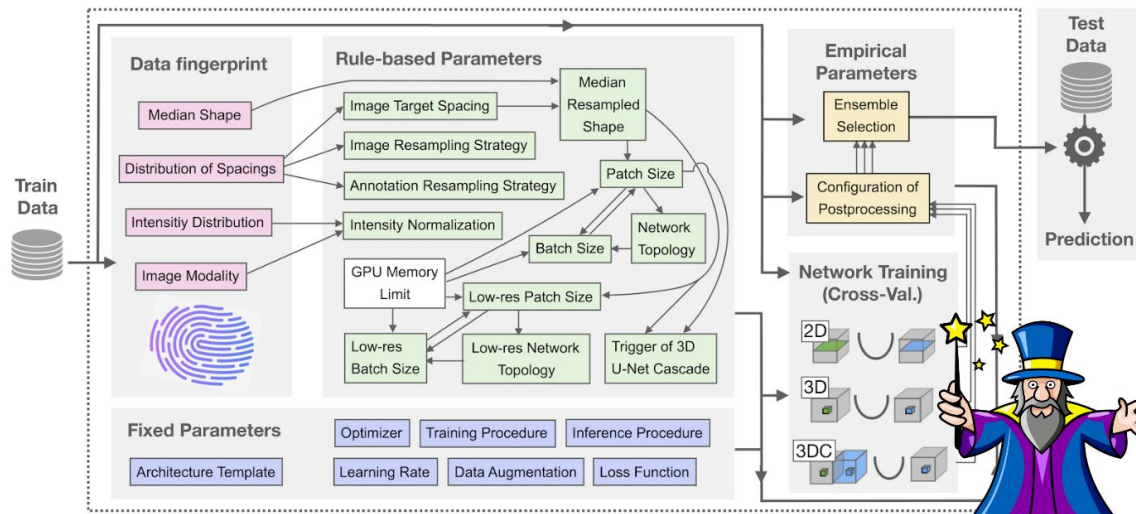 Train
Data
Data fingerprint
Median Shape
Distribution of Spacings
Intensitiy Distribution
Image Modality
Rule-based Parameters
Image Target Spacing
Image Resampling Strategy
Annotation Resampling Strategy
Intensity Normalization
Median
Resampled
Shape
Patch Size
Batch Size
Network
Topology
GPU Memory
Limit
Low-res Patch Size
Low-res
Batch Size
Low-res Network
Topology
Trigger of 3D
U-Net Cascade
Fixed Parameters
Optimizer
Training Procedure
Inference Procedure
Architecture Template
Learning Rate
Data Augmentation
Loss Function
Empirical
Parameters
Ensemble
Selection
Configuration of
Postprocessing
Network Training
(Cross-Val.)
2D
3D
3DC
Test
Data
Prediction